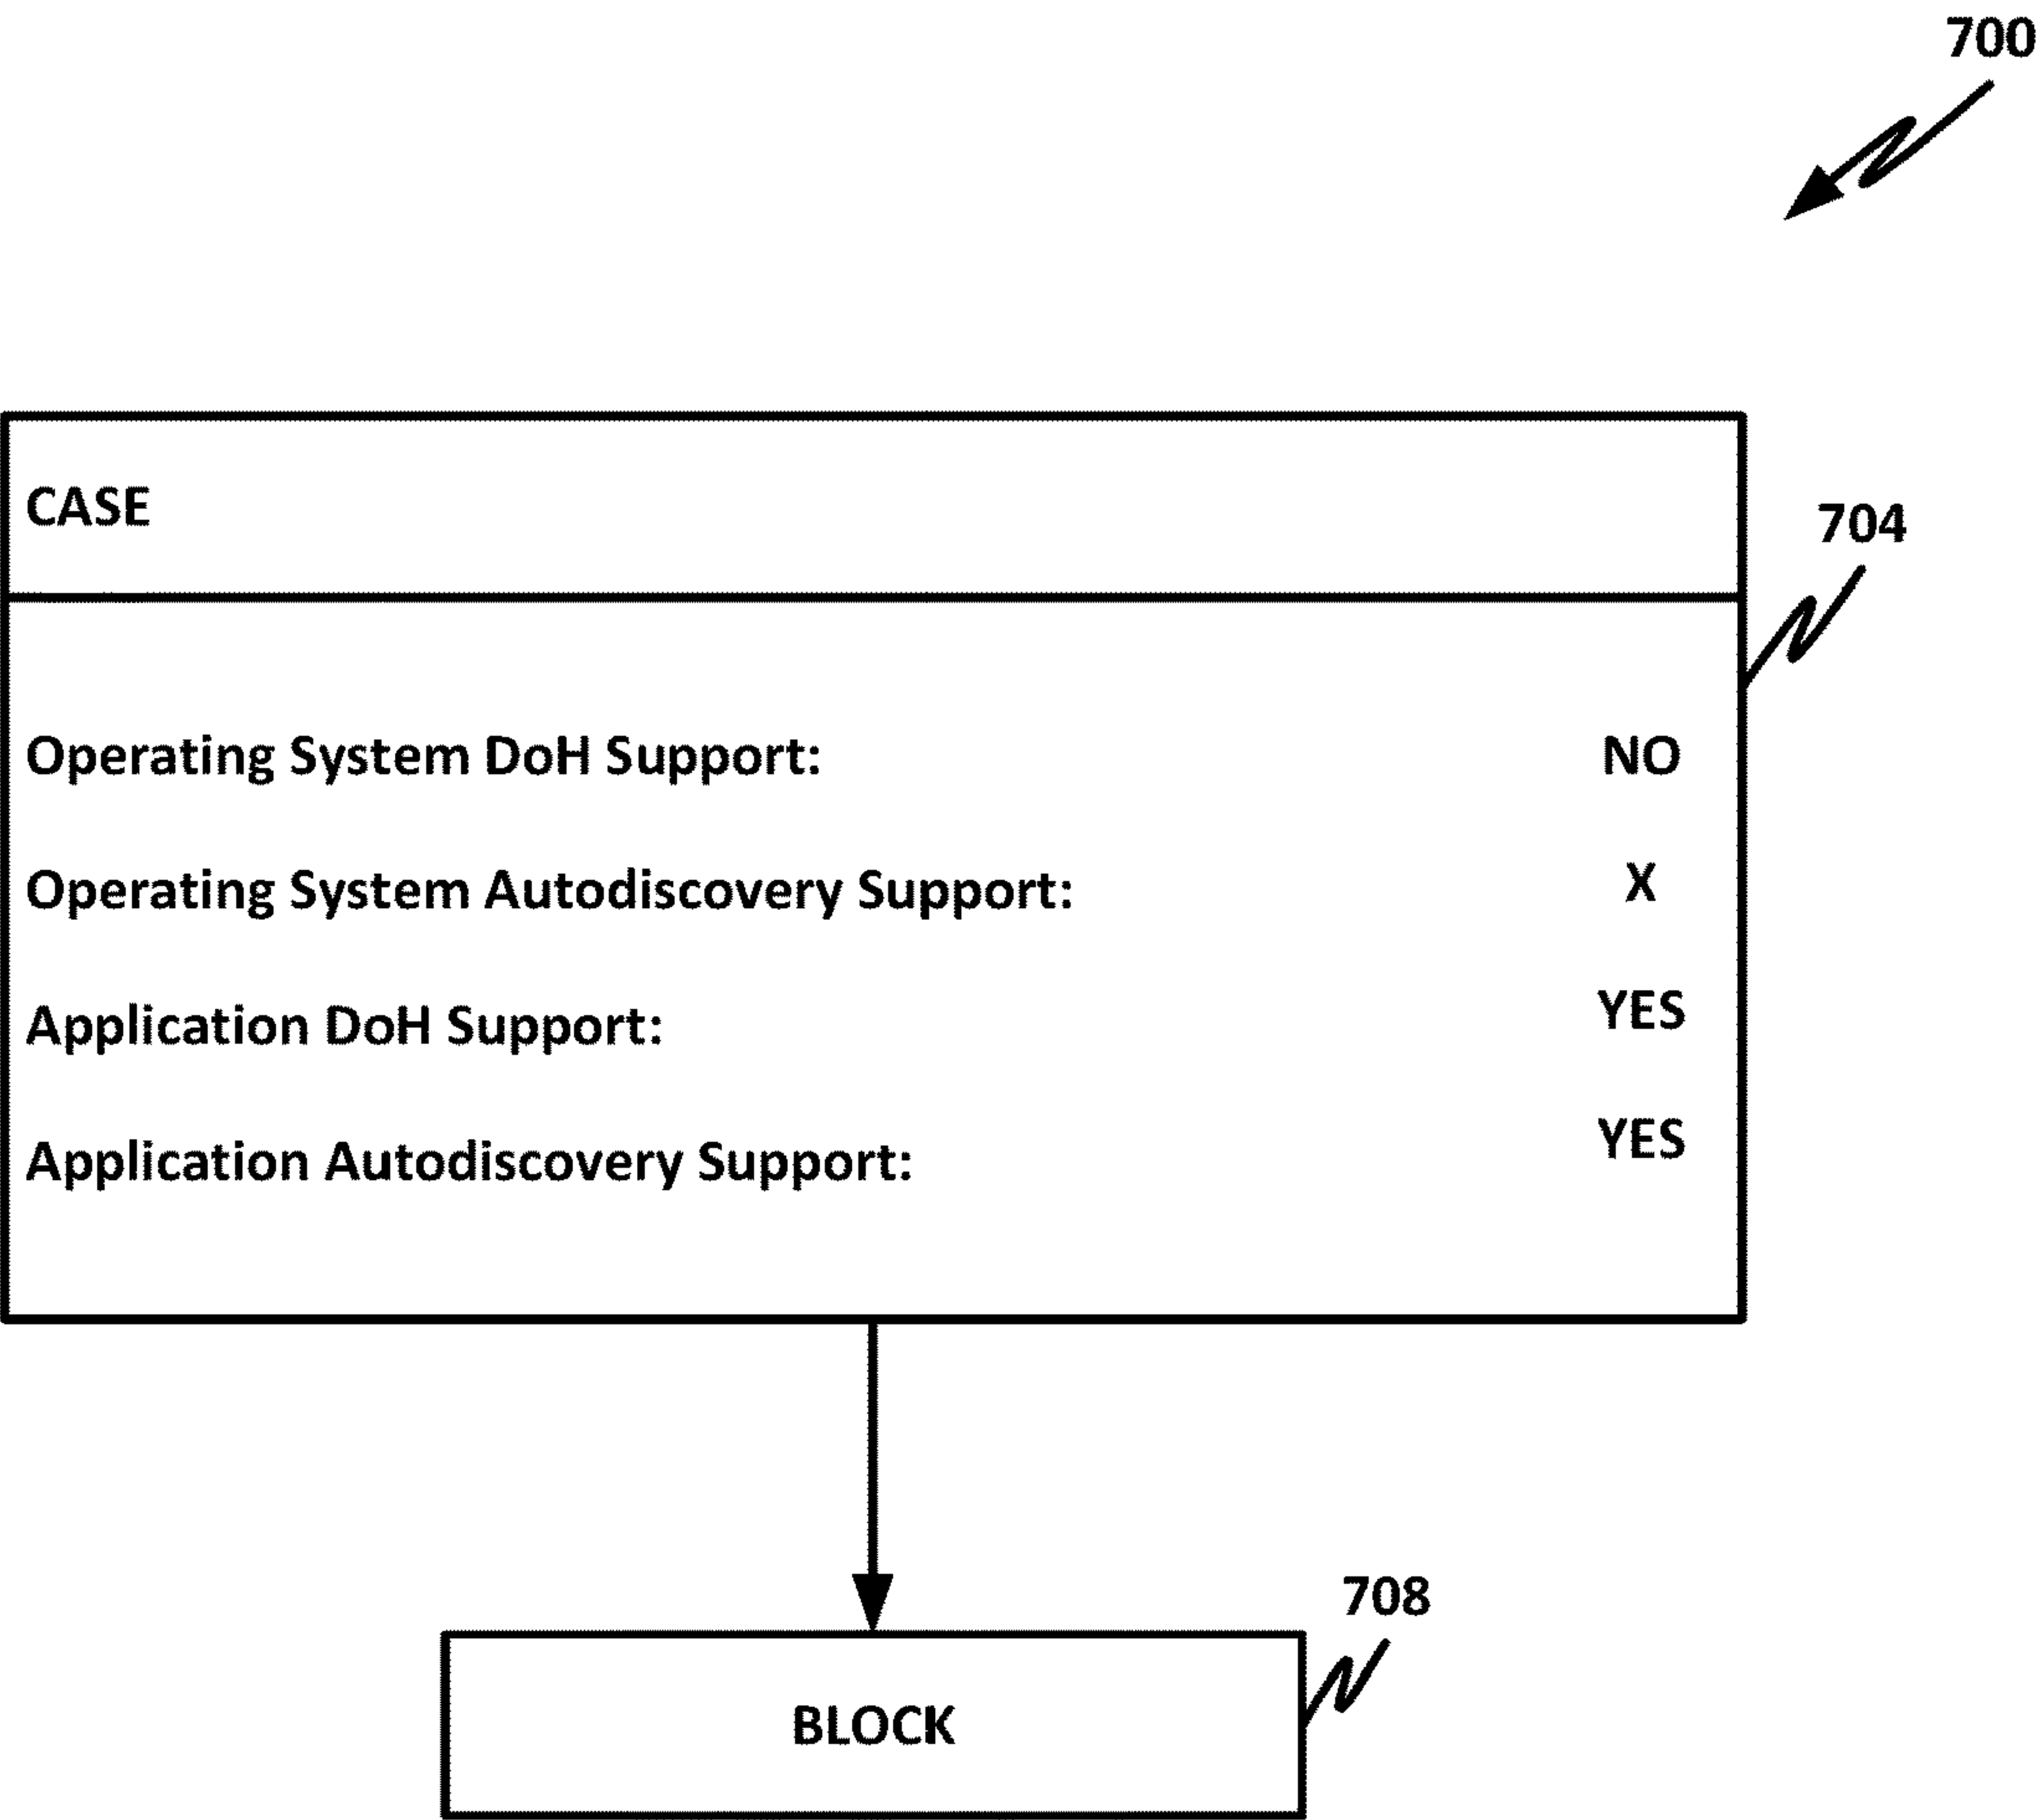 700
CASE
704
Operating System DoH Support: NO
Operating System Autodiscovery Support: X
Application DoH Support: YES
Application Autodiscovery Support: YES
708
BLOCK